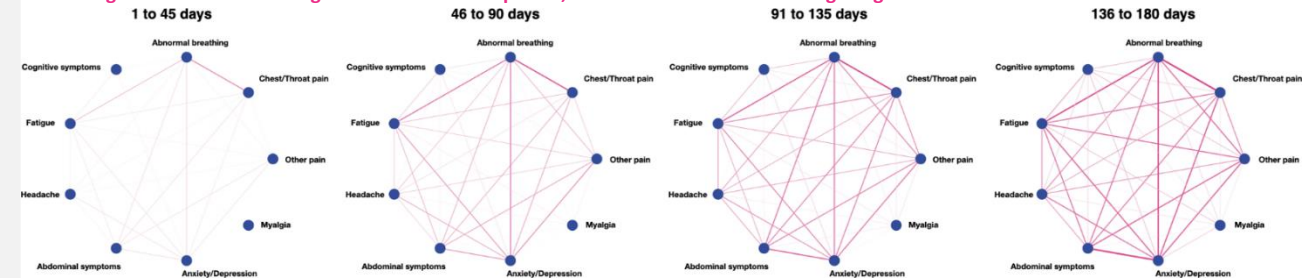 1 to 45 days
Abnormal breathing
Cognitive symptoms
Chest/Throat pain
Fatigue
Other pain
Headache
Myalgia
Abdominal symptoms
Anxiety/Depression
46 to 90 days
Abnormal breathing
Cognitive symptoms
Chest/Throat pain
Fatigue
Other pain
Headache
Myalgia
Abdominal symptoms
Anxiety/Depression
91 to 135 days
Abnormal breathing
Cognitive symptoms
Chest/Throat pain
Fatigue
Other pain
Headache
Myalgia
Abdominal symptoms
Anxiety/Depression
136 to 180 days
Abnormal breathing
Cognitive symptoms
Chest/Throat pain
Fatigue
Other pain
Headache
Myalgia
Abdominal symptoms
Anxiety/Depression